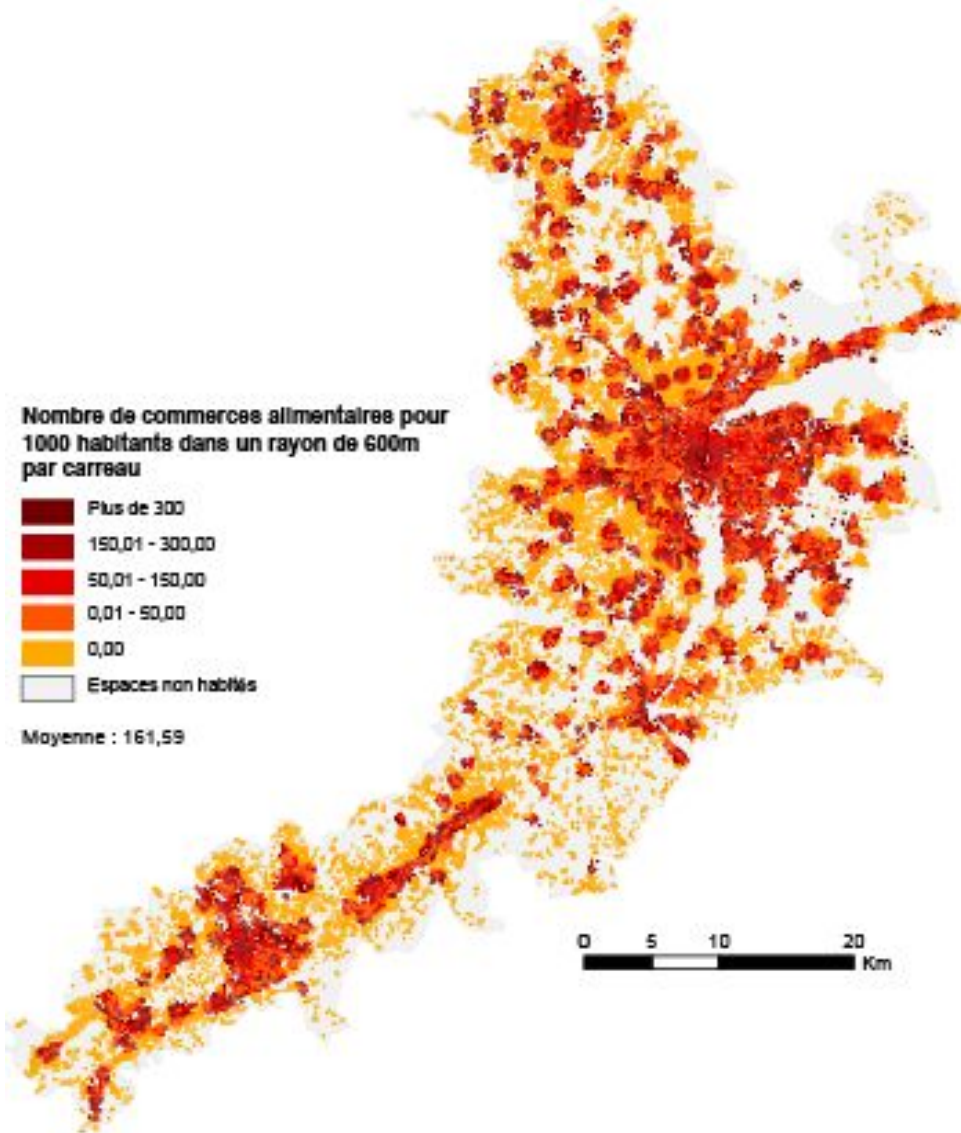 Nombre de commerces alimentaires pour
1000 habitants dans un rayon de 600m
par carreau
Plus de 300
150,01 - 300,00
50,01 - 150,00
0,01 - 50,00
0,00
Espaces non habités
Moyenne : 161,59
0 5 10 20
Km